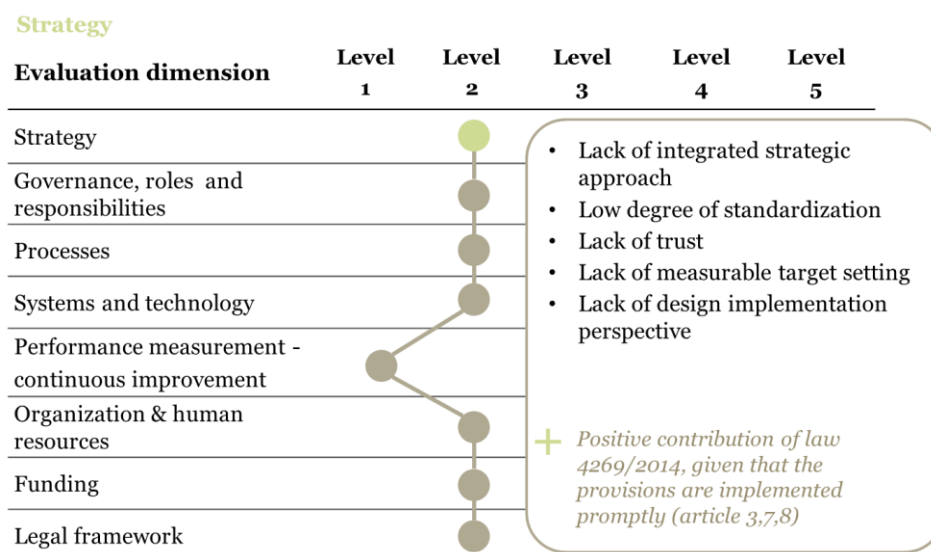 Strategy
Evaluation dimension
Level 1
Level 2
Level 3
Level 4
Level 5
Strategy
Governance, roles and
responsibilities
Processes
Systems and technology
Performance measurement -
continuous improvement
Organization & human
resources
Funding
Legal framework
• Lack of integrated strategic
approach
• Low degree of standardization
• Lack of trust
• Lack of measurable target setting
• Lack of design implementation
perspective
+ Positive contribution of law
4269/2014, given that the
provisions are implemented
promptly (article 3,7,8)